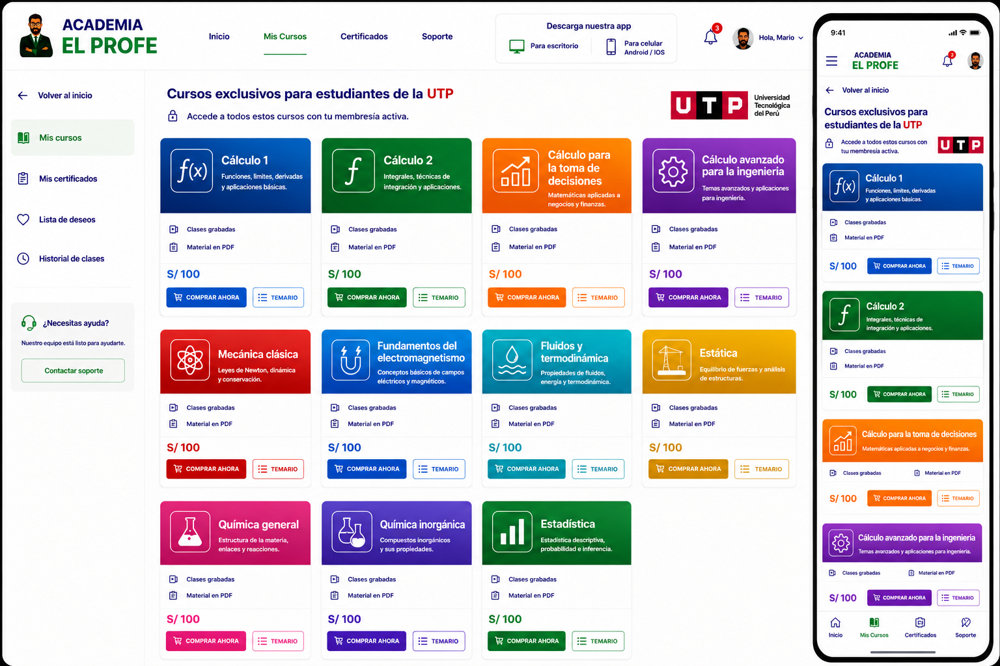 ACADEMIA
EL PROFE
Inicio
Mis Cursos
Certificados
Soporte
Descarga nuestra app
Para escritorio
Para celular
Android / IOS
3
Hola, Mario
Volver al inicio
Mis cursos
Mis certificados
Lista de deseos
Historial de clases
¿Necesitas ayuda?
Nuestro equipo está listo para ayudarte.
Contactar soporte
Cursos exclusivos para estudiantes de la UTP
Accede a todos estos cursos con tu membresía activa.
UTP
Universidad
Tecnológica
del Perú
f(x)
Cálculo 1
Funciones, limites, derivadas
y aplicaciones básicas.
Clases grabadas
Material en PDF
S/ 100
COMPRAR AHORA
TEMARIO
f
Cálculo 2
Integrales, técnicas de
integración y aplicaciones.
Clases grabadas
Material en PDF
S/ 100
COMPRAR AHORA
TEMARIO
Cálculo para
la toma de
decisiones
Matemáticas aplicadas a
negocios y finanzas.
Clases grabadas
Material en PDF
S/ 100
COMPRAR AHORA
TEMARIO
Cálculo avanzado
para la ingenieria
Temas avanzados y aplicaciones
para ingeniería.
Clases grabadas
Material en PDF
S/ 100
COMPRAR AHORA
TEMARIO
Mecánica clásica
Leyes de Newton, dinámica
y conservación.
Clases grabadas
Material en PDF
S/ 100
COMPRAR AHORA
TEMARIO
Fundamentos del
electromagnetismo
Conceptos básicos de campos
eléctricos y magnéticos.
Clases grabadas
Material en PDF
S/ 100
COMPRAR AHORA
TEMARIO
Fluidos y
termodinámica
Propiedades de fluidos,
energía y termodinámica.
Clases grabadas
Material en PDF
S/ 100
COMPRAR AHORA
TEMARIO
Estática
Equilibrio de fuerzas y análisis
de estructuras.
Clases grabadas
Material en PDF
S/ 100
COMPRAR AHORA
TEMARIO
Química general
Estructura de la materia,
enlaces y reacciones.
Clases grabadas
Material en PDF
S/ 100
COMPRAR AHORA
TEMARIO
Química inorgánica
Compuestos inorgánicos
y sus propiedades.
Clases grabadas
Material en PDF
S/ 100
COMPRAR AHORA
TEMARIO
Estadística
Estadística descriptiva,
probabilidad e inferencia.
Clases grabadas
Material en PDF
S/ 100
COMPRAR AHORA
TEMARIO
9:41
ACADEMIA
EL PROFE
3
Volver al inicio
Cursos exclusivos para
estudiantes de la UTP
Accede a todos estos cursos con
tu membresía activa.
UTP
f(x)
Cálculo 1
Funciones, limites, derivadas
y aplicaciones básicas.
Clases grabadas
Material en PDF
S/ 100
COMPRAR AHORA
TEMARIO
f
Cálculo 2
Integrales, técnicas de
integración y aplicaciones.
Clases grabadas
Material en PDF
S/ 100
COMPRAR AHORA
TEMARIO
Cálculo para la toma de decisiones
Matemáticas aplicadas a negocios y finanzas.
Clases grabadas
Material en PDF
S/ 100
COMPRAR AHORA
TEMARIO
Cálculo avanzado para la ingenieria
Temas avanzados y aplicaciones para ingeniería.
Clases grabadas
Material en PDF
S/ 100
COMPRAR AHORA
TEMARIO
Inicio
Mis Cursos
Certificados
Soporte